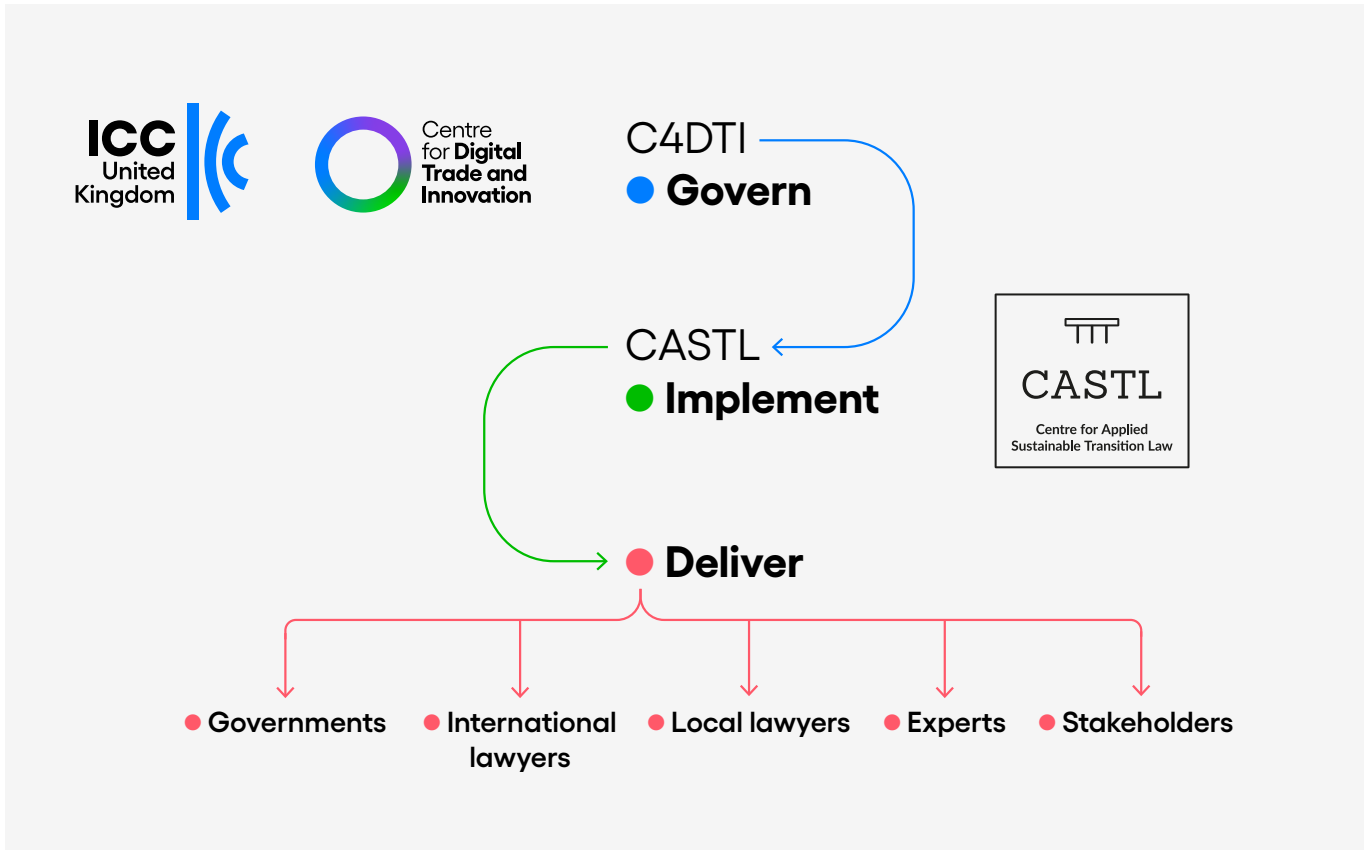 ICC
United
Kingdom
Centre
for Digital
Trade and
Innovation
C4DTI
Govern
CASTL
Implement
CASTL
Centre for Applied
Sustainable Transition Law
Deliver
Governments
International
lawyers
Local lawyers
Experts
Stakeholders